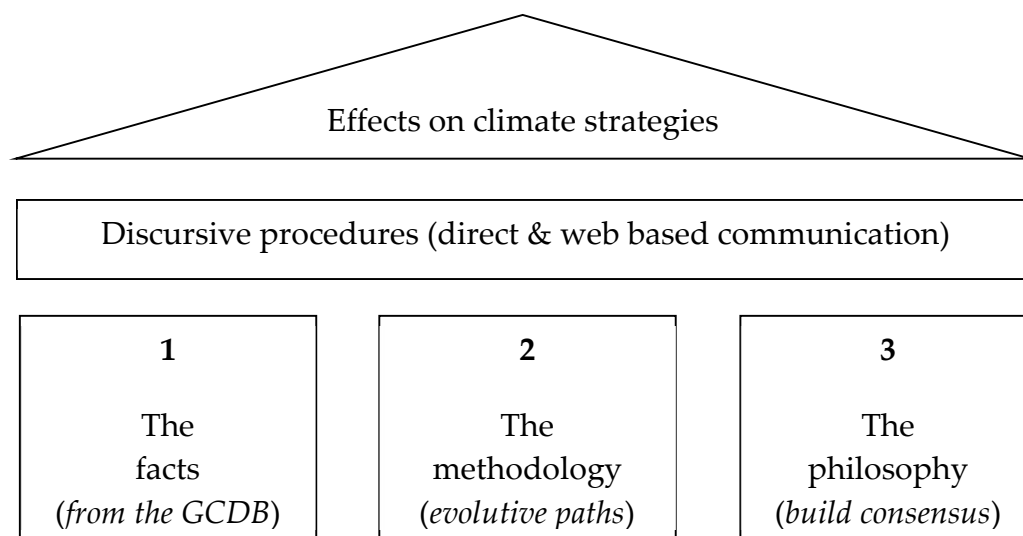 Effects on climate strategies
Discursive procedures (direct & web based communication)
1
The
facts
(from the GCDB)
2
The
methodology
(evolutive paths)
3
The
philosophy
(build consensus)